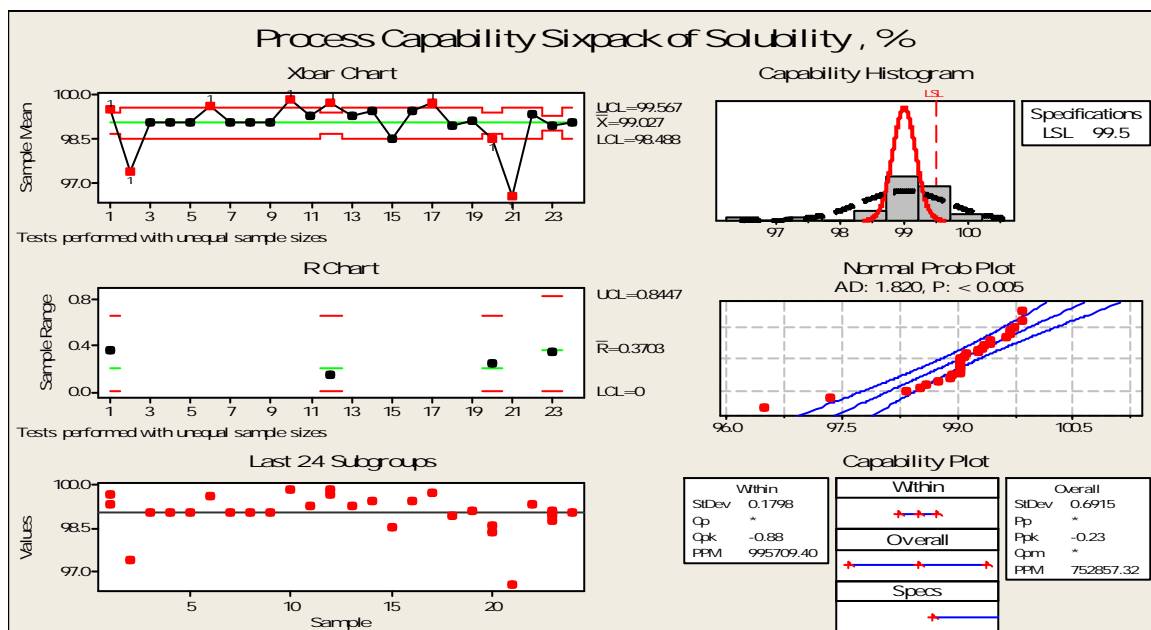 Process Capability Sixpack of Solubility , %
Xbar Chart
Sample Mean
100.0
98.5
97.0
1
1
1
1
1
1
1
UCL=99.567
X=99.027
LCL=98.488
1 3 5 7 9 11 13 15 17 19 21 23
Tests performed with unequal sample sizes
R Chart
Sample Range
0.8
0.4
0.0
UCL=0.8447
R=0.3703
LCL=0
1 3 5 7 9 11 13 15 17 19 21 23
Tests performed with unequal sample sizes
Last 24 Subgroups
Values
100.0
98.5
97.0
5 10 15 20
Sample
Capability Histogram
LSL
97 98 99 100
Specifications
LSL 99.5
Normal Prob Plot
AD: 1.820, P: < 0.005
96.0 97.5 99.0 100.5
Capability Plot
Within
StDev 0.1798
Cp *
Cpk -0.88
PPM 995709.40
Within
Overall
Specs
Overall
StDev 0.6915
Pp *
Ppk -0.23
Cpm *
PPM 752857.32